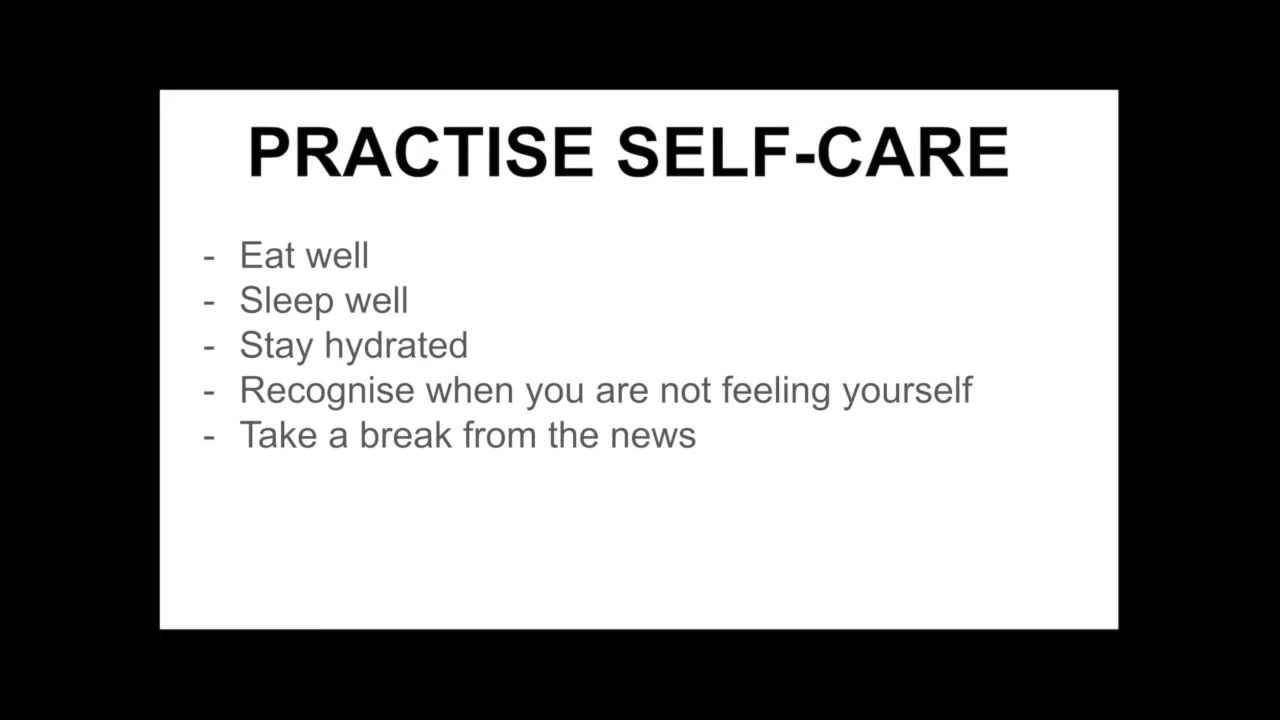 PRACTISE SELF-CARE
- Eat well
- Sleep well
- Stay hydrated
- Recognise when you are not feeling yourself
- Take a break from the news